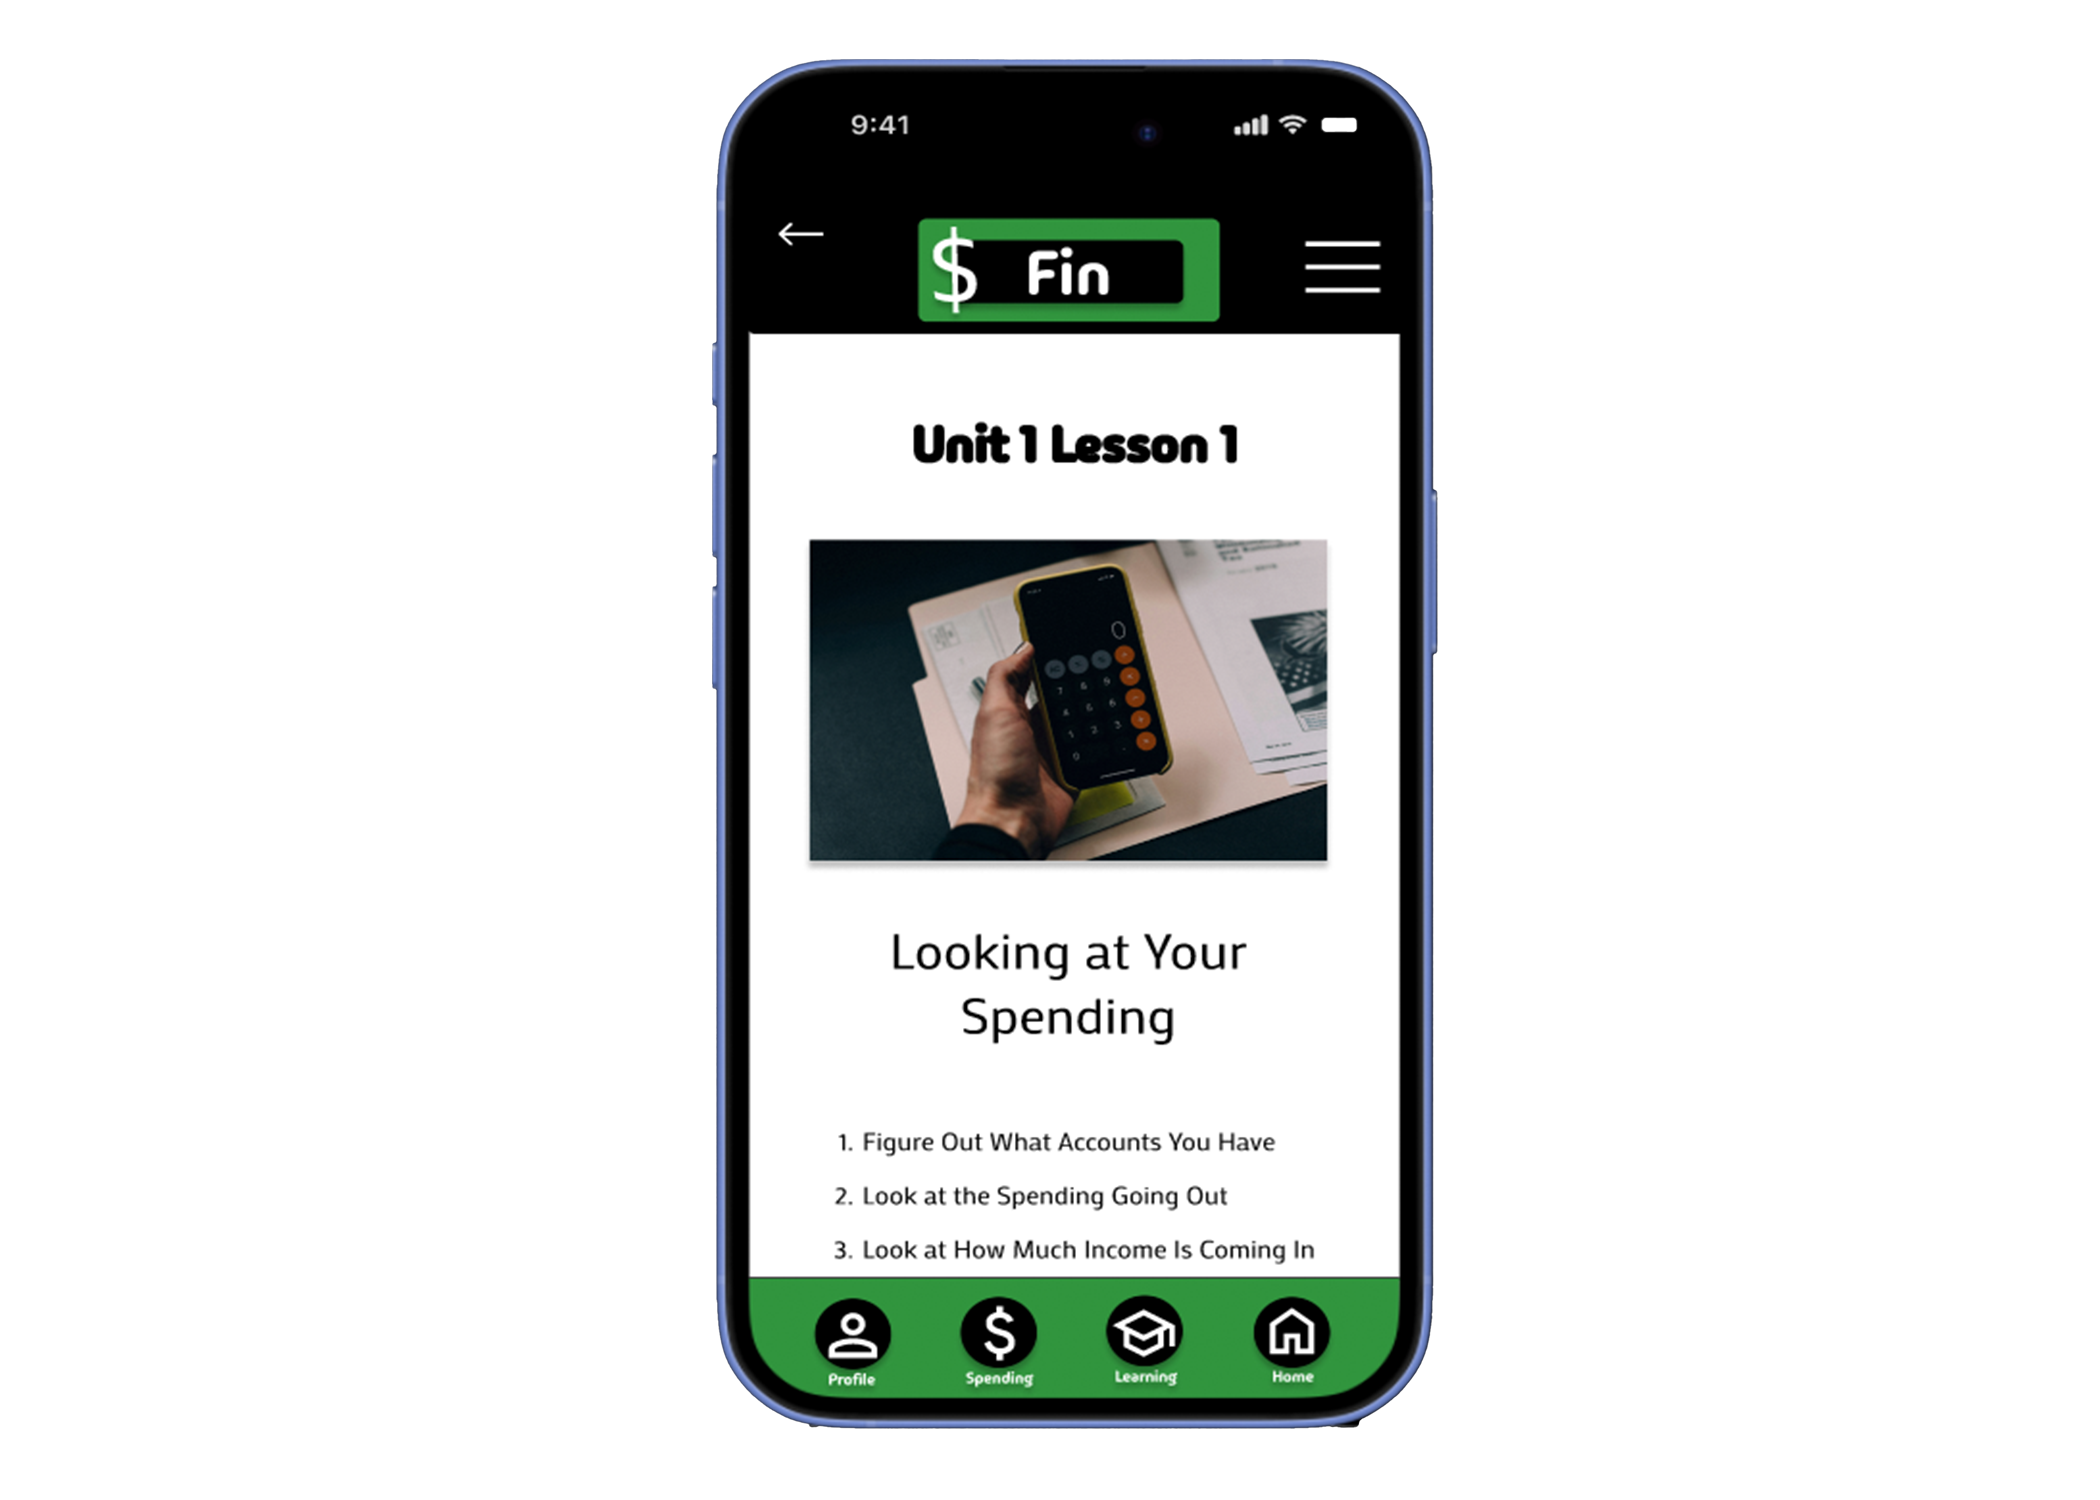 9:41
$ Fin
Unit 1 Lesson 1
Looking at Your
Spending
1. Figure Out What Accounts You Have
2. Look at the Spending Going Out
3. Look at How Much Income Is Coming In
Profile Spending Learning Home